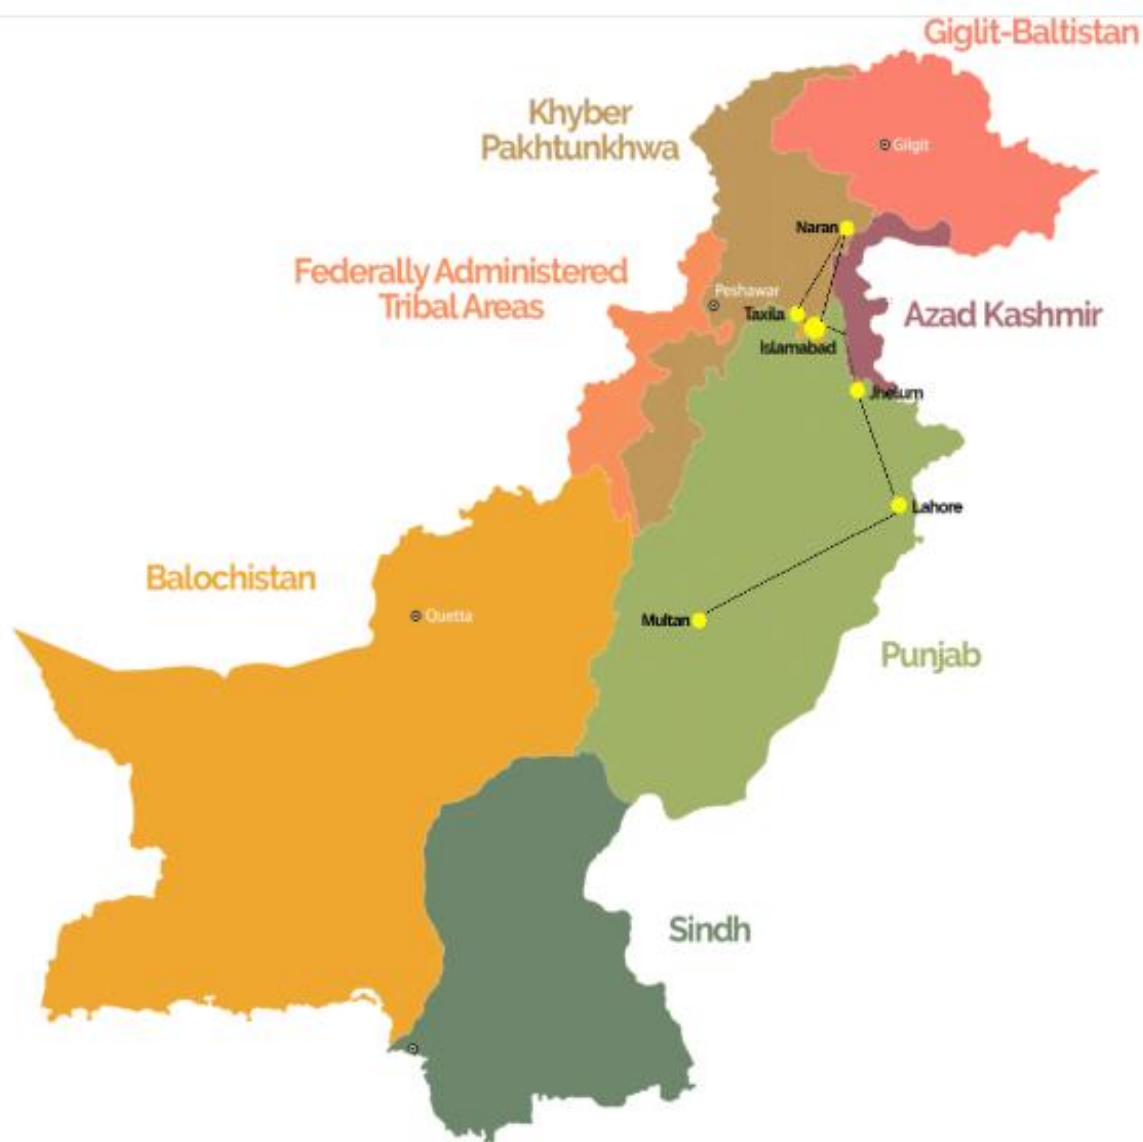 Giglit-Baltistan
Khyber
Pakhtunkhwa
Gilgit
Naran
Federally Administered
Tribal Areas
Peshawar
Taxila
Azad Kashmir
Islamabad
Jhelum
Lahore
Balochistan
Quetta
Multan
Punjab
Sindh